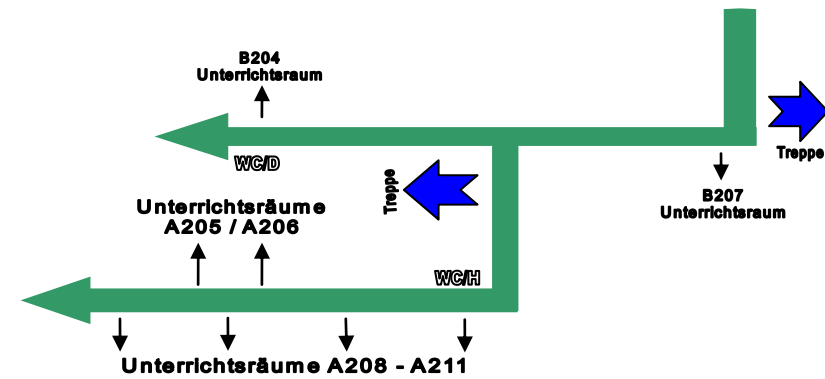 B204
Unterrichtsraum
WC/D
Treppe
Treppe
B207
Unterrichtsraum
Unterrichtsräume
A205 / A206
WC/H
Unterrichtsräume A208 - A211